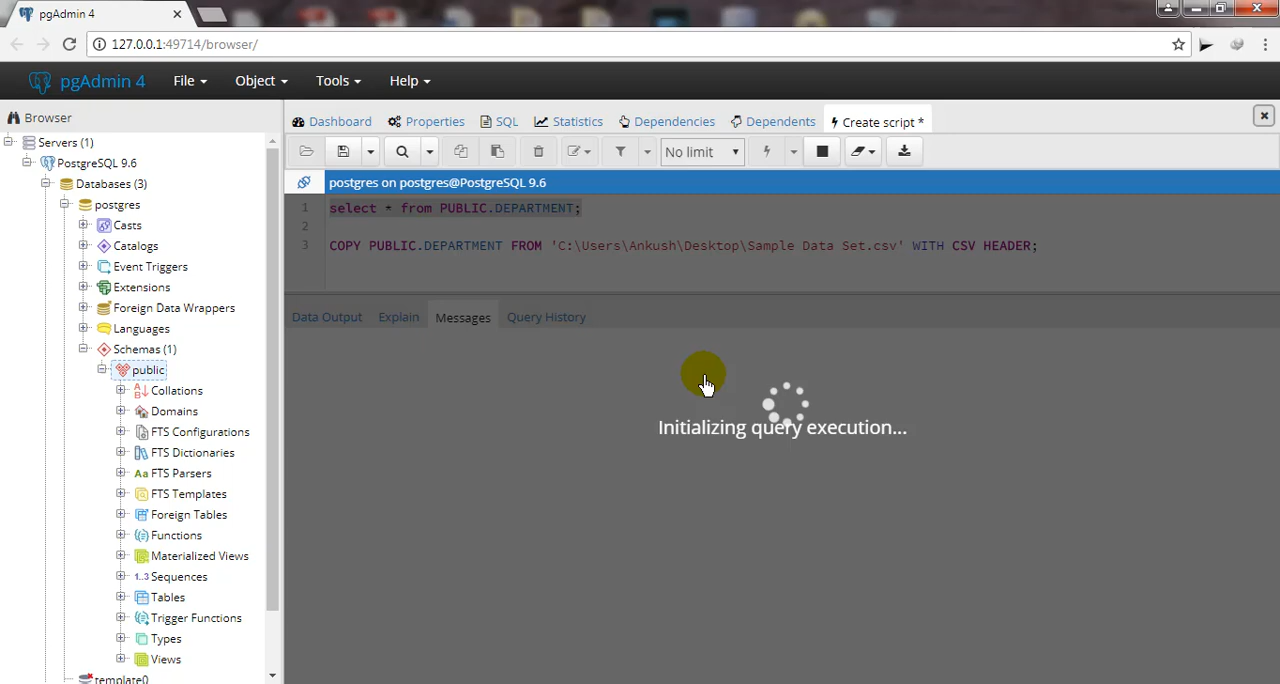 pgAdmin 4
127.0.0.1:49714/browser/
pgAdmin 4 File Object Tools Help
Browser
Dashboard Properties SQL Statistics Dependencies Dependents Create script *
No limit
postgres on postgres@PostgreSQL 9.6
1 select * from PUBLIC.DEPARTMENT;
2
3 COPY PUBLIC.DEPARTMENT FROM 'C:\Users\Ankush\Desktop\Sample Data Set.csv' WITH CSV HEADER;
Data Output Explain Messages Query History
Initializing query execution...
Servers (1)
PostgreSQL 9.6
Databases (3)
postgres
Casts
Catalogs
Event Triggers
Extensions
Foreign Data Wrappers
Languages
Schemas (1)
public
Collations
Domains
FTS Configurations
FTS Dictionaries
Aa FTS Parsers
FTS Templates
Foreign Tables
Functions
Materialized Views
1..3 Sequences
Tables
Trigger Functions
Types
Views
template0